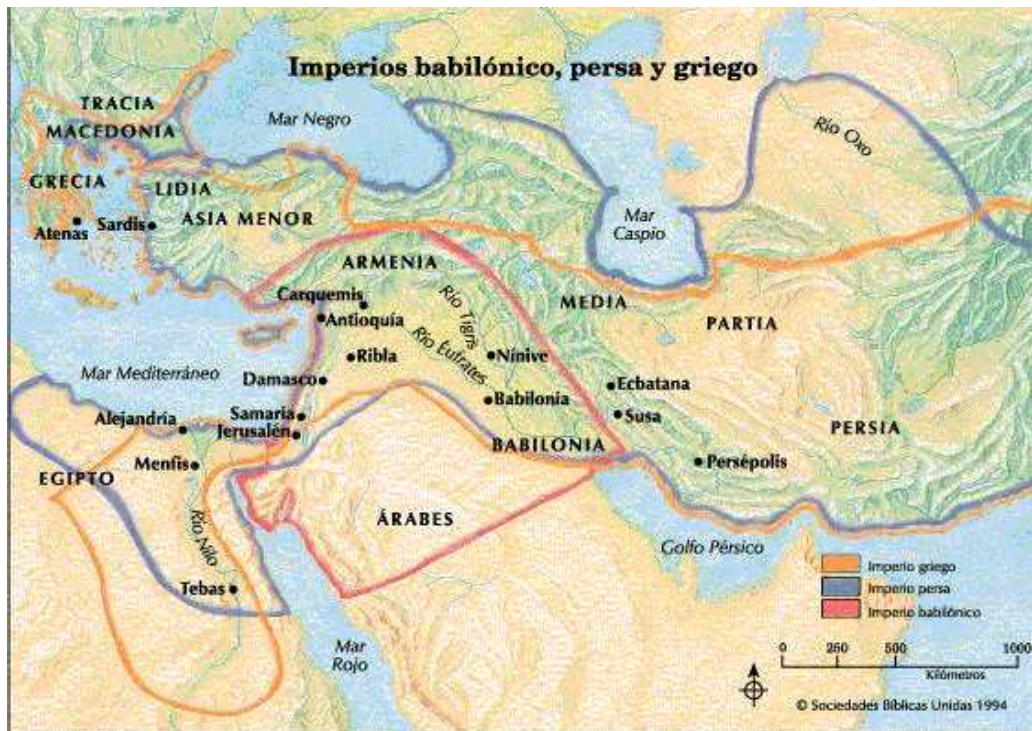 Imperios babilónico, persa y griego
TRACIA
MACEDONIA
Mar Negro
Río Oxo
GRECIA
LIDIA
Atenas
Sardis
ASIA MENOR
Mar
Caspio
ARMENIA
Carquemis
Antioquía
Río Tigris
MEDIA
PARTIA
Ribla
Río Éufrates
Nínive
Mar Mediterráneo
Damasco
Ecbatana
Babilonia
Susa
Alejandría
Samaria
Jerusalén
BABILONIA
PERSIA
Menfis
Persépolis
EGIPTO
ÁRABES
Río Nilo
Golfo Pérsico
Tebas
Imperio griego
Imperio persa
Imperio babilónico
Mar
Rojo
0 250 500 1000
Kilómetros
© Sociedades Bíblicas Unidas 1994